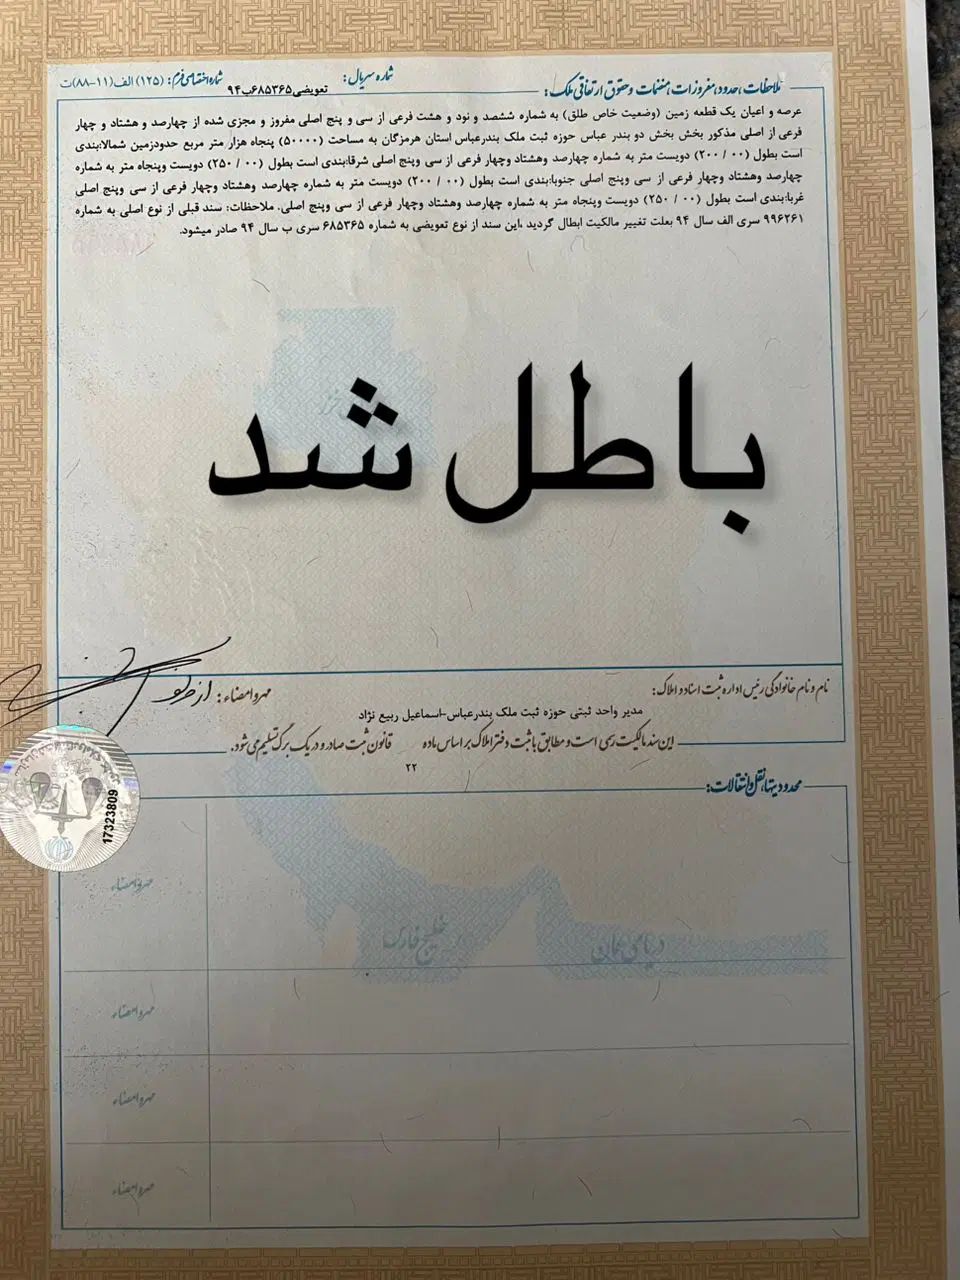 ملاحظات، حدود، مفروزات، منضمات و حقوق ارتفاقی ملک:
شماره سریال:
تعویضی ۶۸۵۳۶۵ب۹۴
شماره اختصاصی فرم: (۱۲۵) الف(۱۱-۸۸)ت
عرصه و اعیان یک قطعه زمین (وضعیت خاص طلق) به شماره ششصد و نود و هشت فرعی از سی و پنج اصلی مفروز و مجزی شده از چهارصد و هشتاد و چهار
فرعی از اصلی مذکور بخش بخش دو بندر عباس حوزه ثبت ملک بندرعباس استان هرمزگان به مساحت (۵۰۰۰۰) پنجاه هزار متر مربع حدودزمین شمالا:بندی
است بطول (۰۰ / ۲۰۰) دویست متر به شماره چهارصد وهشتاد وچهار فرعی از سی وپنج اصلی شرقا:بندی است بطول (۰۰ / ۲۵۰) دویست وپنجاه متر به شماره
چهارصد وهشتاد وچهار فرعی از سی وپنج اصلی جنوبا:بندی است بطول (۰۰ / ۲۰۰) دویست متر به شماره چهارصد وهشتاد وچهار فرعی از سی وپنج اصلی
غربا:بندی است بطول (۰۰ / ۲۵۰) دویست وپنجاه متر به شماره چهارصد وهشتاد وچهار فرعی از سی وپنج اصلی. ملاحظات: سند قبلی از نوع اصلی به شماره
۹۹۶۲۶۱ سری الف سال ۹۴ بعلت تغییر مالکیت ابطال گردید ،این سند از نوع تعویضی به شماره ۶۸۵۳۶۵ سری ب سال ۹۴ صادر میشود.
باطل شد
نام و نام خانوادگی رئیس اداره ثبت اسناد و املاک:
مهر و امضاء:
مدیر واحد ثبتی حوزه ثبت ملک بندرعباس-اسماعیل ربیع نژاد
این سند مالکیت رسمی است و مطابق با ثبت دفتر املاک بر اساس ماده ۲۲ قانون ثبت صادر و در یک برگ تسلیم می‌شود.
17323809
محدودیتها، نقل و انتقالات:
مهر و امضاء
خلیج فارس
دریای عمان
مهر و امضاء
مهر و امضاء
مهر و امضاء